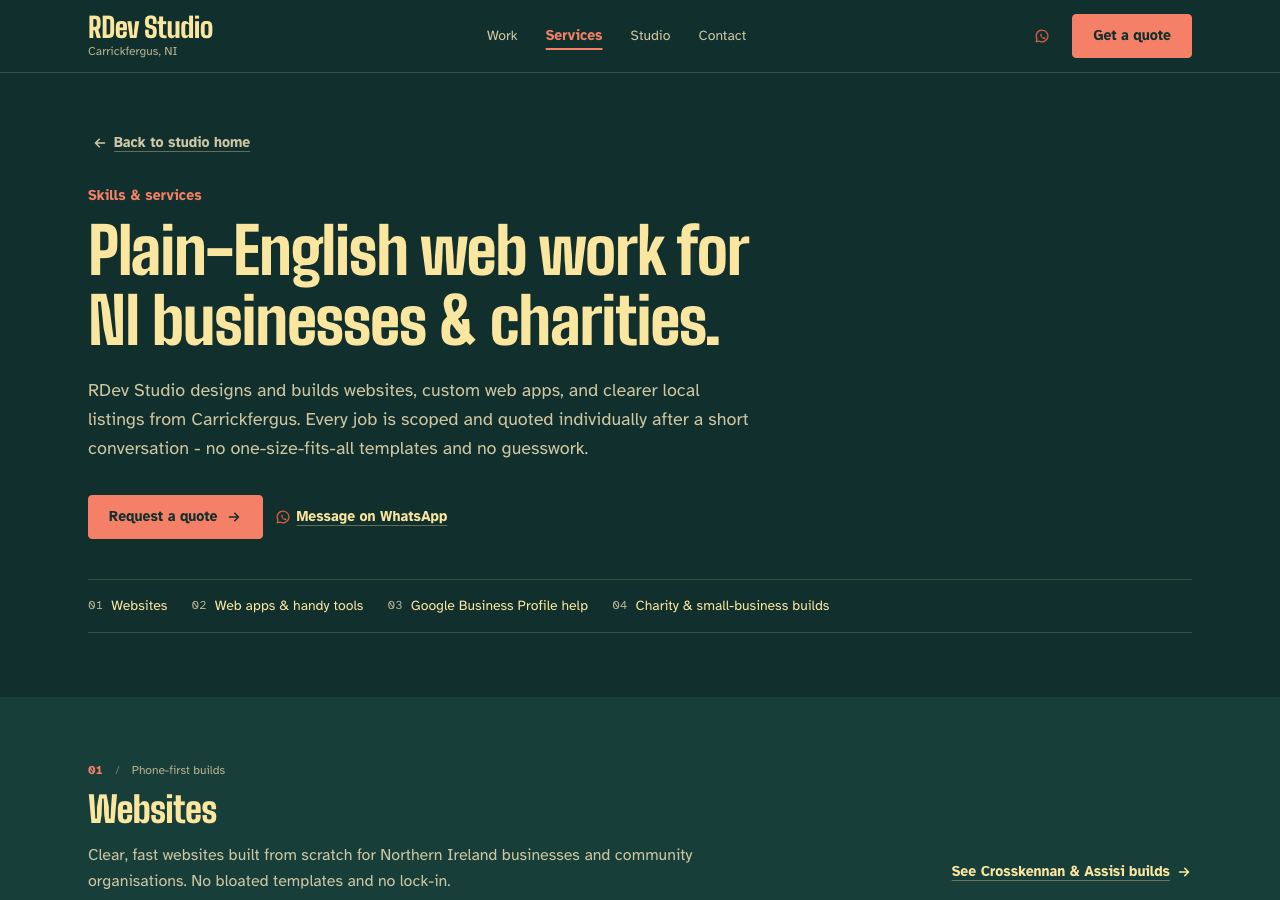 RDev Studio
Carrickfergus, NI
Work
Services
Studio
Contact
Get a quote
← Back to studio home
Skills & services
Plain-English web work for
NI businesses & charities.
RDev Studio designs and builds websites, custom web apps, and clearer local
listings from Carrickfergus. Every job is scoped and quoted individually after a short
conversation - no one-size-fits-all templates and no guesswork.
Request a quote →
Message on WhatsApp
01 Websites
02 Web apps & handy tools
03 Google Business Profile help
04 Charity & small-business builds
01 / Phone-first builds
Websites
Clear, fast websites built from scratch for Northern Ireland businesses and community
organisations. No bloated templates and no lock-in.
See Crosskennan & Assisi builds →